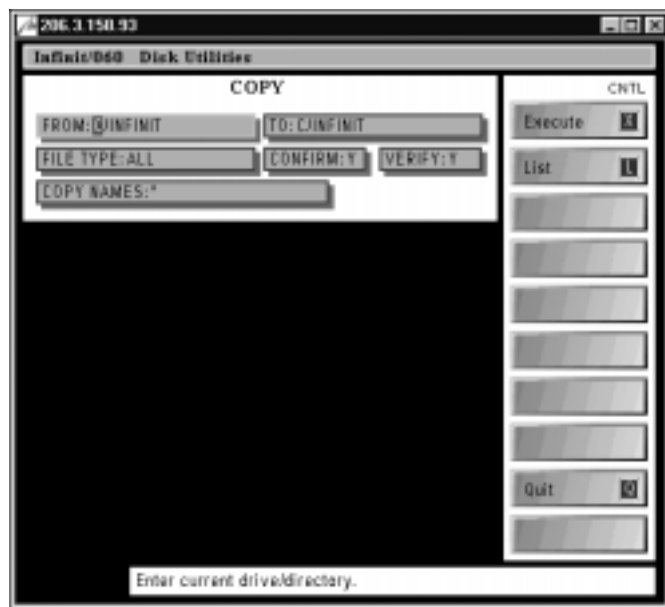 206.3.150.93
Infinit/060 Disk Utilities
COPY
CNTL
FROM:C/INFINIT
TO: C/INFINIT
Execute X
FILE TYPE:ALL
CONFIRM:Y
VERIFY:Y
List L
COPY NAMES:*
Quit Q
Enter current drive/directory.